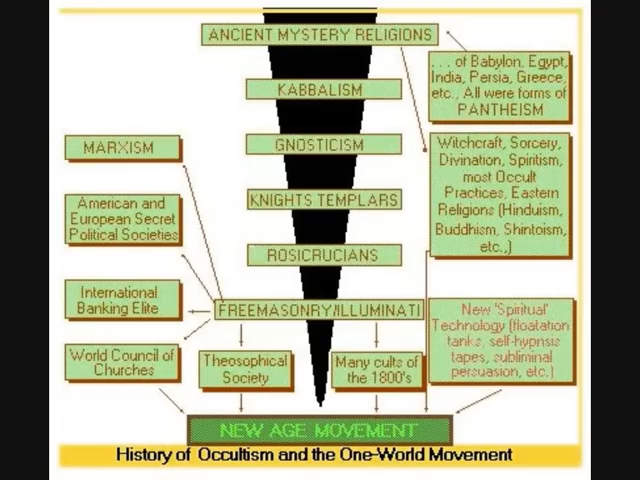 ANCIENT MYSTERY RELIGIONS
. . . of Babylon, Egypt,
India, Persia, Greece,
etc., All were forms of
PANTHEISM
KABBALISM
GNOSTICISM
MARXISM
Witchcraft, Sorcery,
Divination, Spiritism,
most Occult
Practices, Eastern
Religions (Hinduism,
Buddhism, Shintoism,
etc.,)
KNIGHTS TEMPLARS
American and
European Secret
Political Societies
ROSICRUCIANS
International
Banking Elite
FREEMASONRY/ILLUMINATI
New 'Spiritual'
Technology (floatation
tanks, self-hypnsis
tapes, subliminal
persuasion, etc.)
World Council of
Churches
Theosophical
Society
Many cults of
the 1800's
NEW AGE MOVEMENT
History of Occultism and the One-World Movement